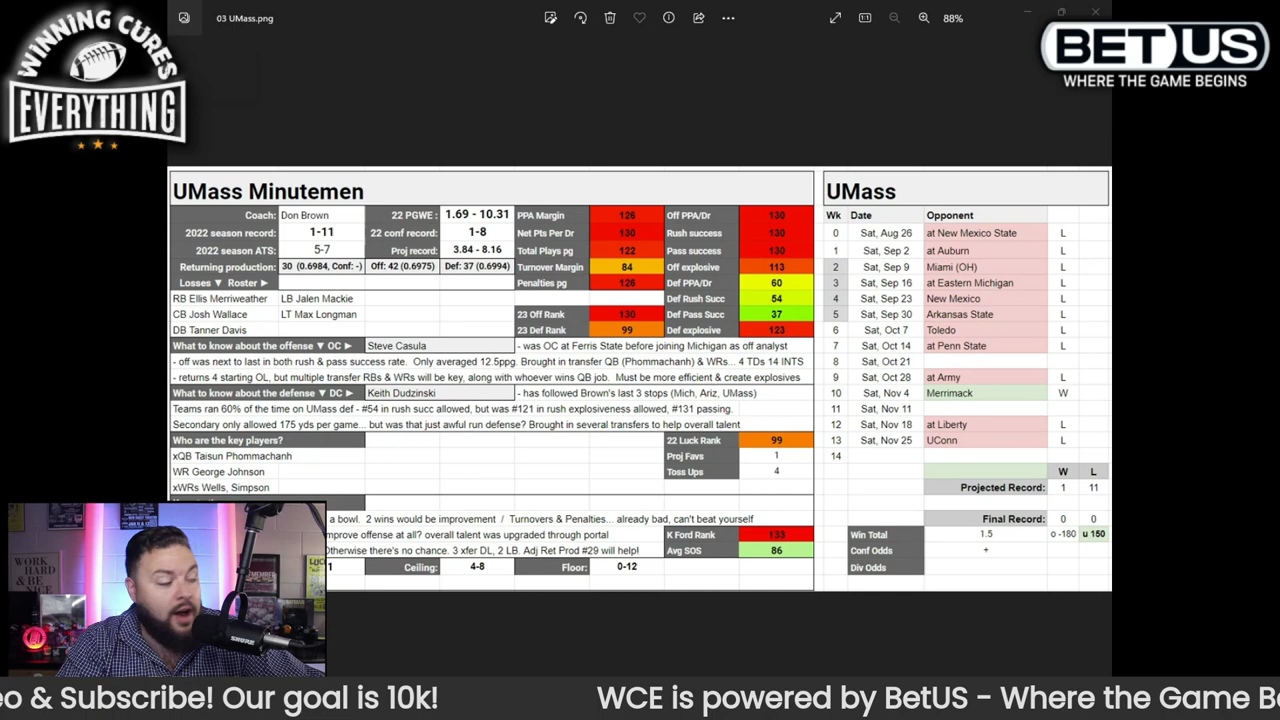 03 UMass.png
88%
WINNING CURES
EVERYTHING
BETUS
WHERE THE GAME BEGINS
UMass Minutemen
Coach: Don Brown 22 PGWE : 1.69 - 10.31 PPA Margin 126 Off PPA/Dr 130
2022 season record: 1-11 22 conf record: 1-8 Net Pts Per Dr 130 Rush success 130
2022 season ATS: 5-7 Proj record: 3.84 - 8.16 Total Plays pg 122 Pass success 130
Returning production: 30 (0.6984, Conf: -) Off: 42 (0.6975) Def: 37 (0.6994) Turnover Margin 84 Off explosive 113
Losses ▼ Roster ► Penalties pg 126 Def PPA/Dr 60
RB Ellis Merriweather LB Jalen Mackie Def Rush Succ 54
CB Josh Wallace LT Max Longman 23 Off Rank 130 Def Pass Succ 37
DB Tanner Davis 23 Def Rank 99 Def explosive 123
What to know about the offense ▼ OC ► Steve Casula - was OC at Ferris State before joining Michigan as off analyst
- off was next to last in both rush & pass success rate. Only averaged 12.5ppg. Brought in transfer QB (Phommachanh) & WRs... 4 TDs 14 INTS
- returns 4 starting OL, but multiple transfer RBs & WRs will be key, along with whoever wins QB job. Must be more efficient & create explosives
What to know about the defense ▼ DC ► Keith Dudzinski - has followed Brown's last 3 stops (Mich, Ariz, UMass)
Teams ran 60% of the time on UMass def - #54 in rush succ allowed, but was #121 in rush explosiveness allowed, #131 passing.
Secondary only allowed 175 yds per game... but was that just awful run defense? Brought in several transfers to help overall talent
Who are the key players? 22 Luck Rank 99
xQB Taisun Phommachanh Proj Favs 1
WR George Johnson Toss Ups 4
xWRs Wells, Simpson
a bowl. 2 wins would be improvement / Turnovers & Penalties... already bad, can't beat yourself
mprove offense at all? overall talent was upgraded through portal K Ford Rank 133
Otherwise there's no chance. 3 xfer DL, 2 LB. Adj Ret Prod #29 will help! Avg SOS 86
1 Ceiling: 4-8 Floor: 0-12
UMass
Wk Date Opponent
0 Sat, Aug 26 at New Mexico State L
1 Sat, Sep 2 at Auburn L
2 Sat, Sep 9 Miami (OH) L
3 Sat, Sep 16 at Eastern Michigan L
4 Sat, Sep 23 New Mexico L
5 Sat, Sep 30 Arkansas State L
6 Sat, Oct 7 Toledo L
7 Sat, Oct 14 at Penn State L
8 Sat, Oct 21
9 Sat, Oct 28 at Army L
10 Sat, Nov 4 Merrimack W
11 Sat, Nov 11
12 Sat, Nov 18 at Liberty L
13 Sat, Nov 25 UConn L
14
W L
Projected Record: 1 11
Final Record: 0 0
Win Total 1.5 o -180 u 150
Conf Odds +
Div Odds
WORK
HARD
& BE
NICE
SHURE
eo & Subscribe! Our goal is 10k! WCE is powered by BetUS - Where the Game Be